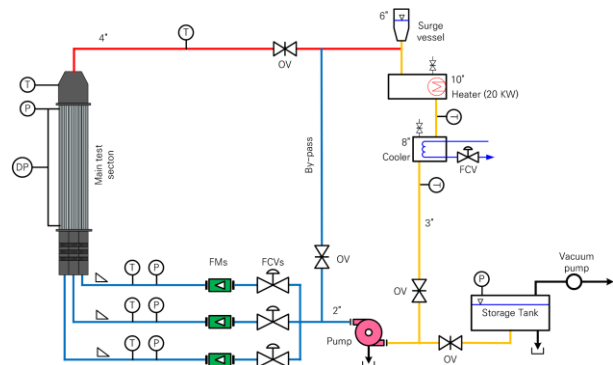 6"
Surge
vessel
4"
T
OV
T
P
DP
Main test
secton
10"
Heater (20 KW)
T
8"
Cooler
FCV
T
By-pass
3"
FMs
FCVs
OV
T
P
2"
T
P
T
P
Pump
OV
OV
P
Storage Tank
Vacuum
pump